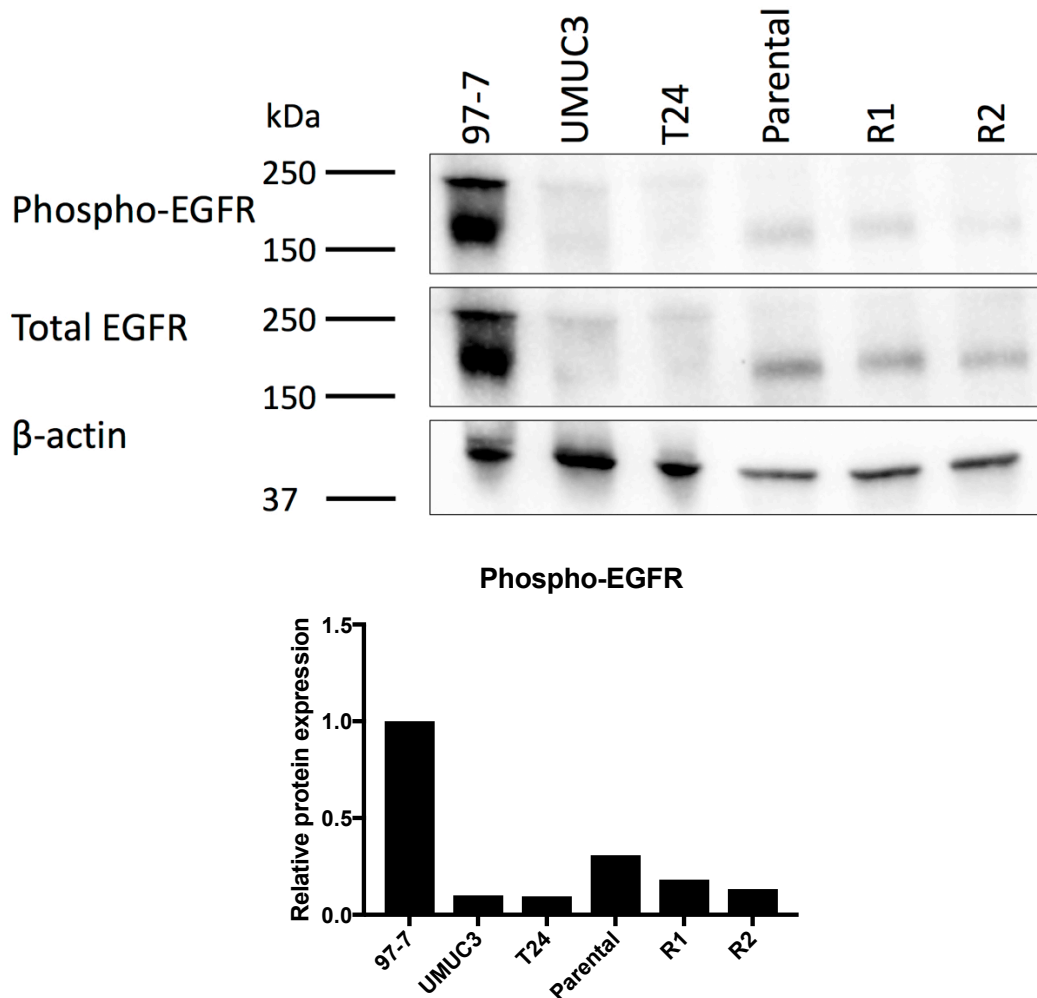 kDa
97-7
UMUC3
T24
Parental
R1
R2
Phospho-EGFR
250
150
Total EGFR
250
150
β-actin
37
Phospho-EGFR
Relative protein expression
1.5
1.0
0.5
0.0
97-7
UMUC3
T24
Parental
R1
R2